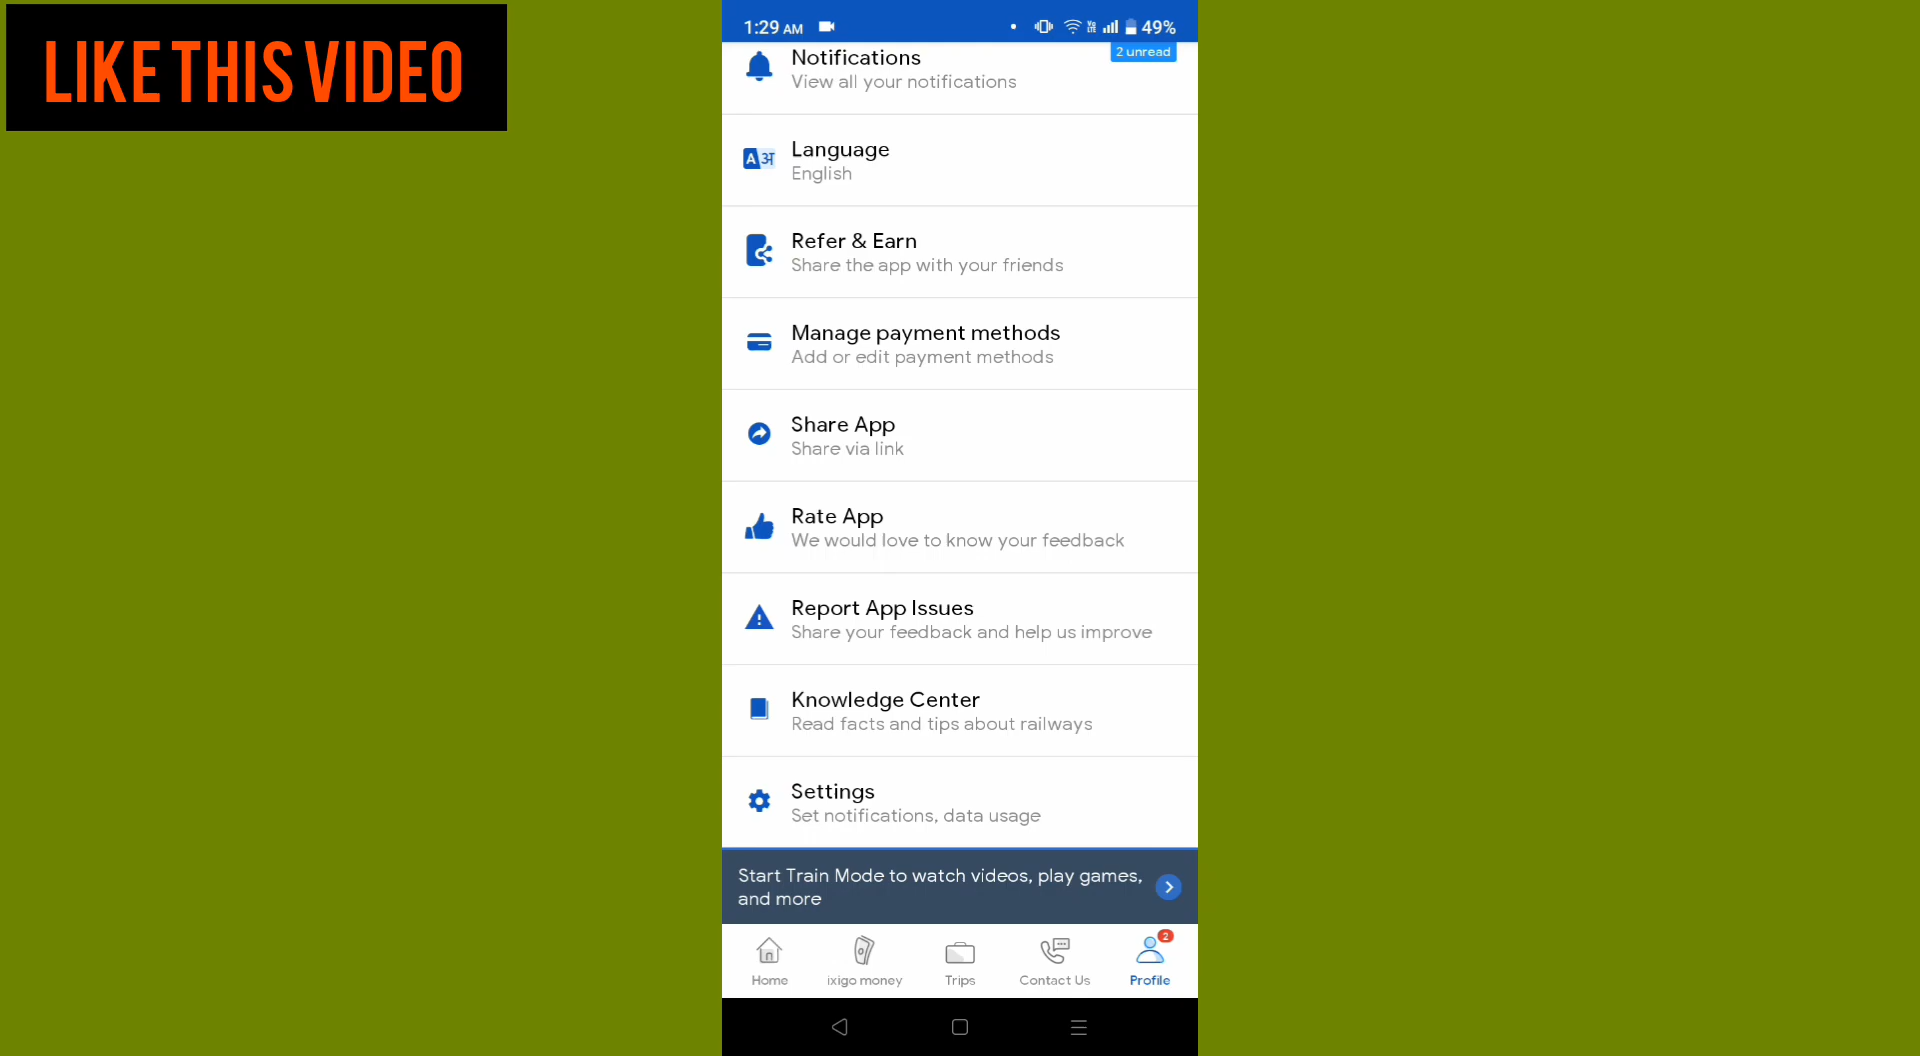 LIKE THIS VIDEO
1:29 AM
49%
Notifications
2 unread
View all your notifications
A अ
Language
English
Refer & Earn
Share the app with your friends
Manage payment methods
Add or edit payment methods
Share App
Share via link
Rate App
We would love to know your feedback
Report App Issues
Share your feedback and help us improve
Knowledge Center
Read facts and tips about railways
Settings
Set notifications, data usage
Start Train Mode to watch videos, play games,
and more
2
Home
ixigo money
Trips
Contact Us
Profile